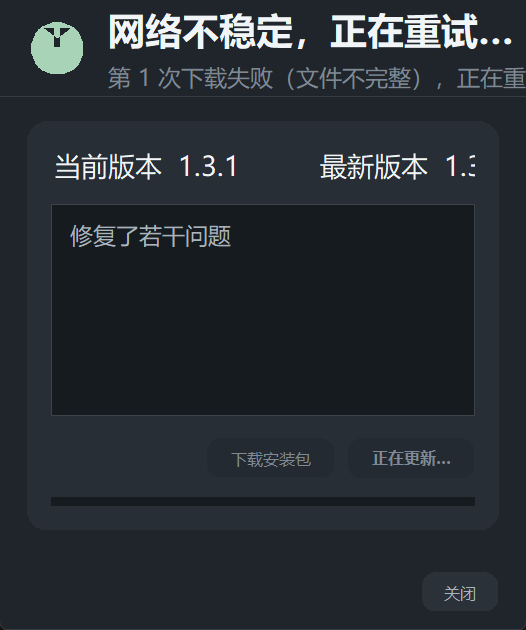 网络不稳定，正在重试...
第 1 次下载失败（文件不完整），正在重
当前版本 1.3.1 最新版本 1.3
修复了若干问题
下载安装包 正在更新...
关闭